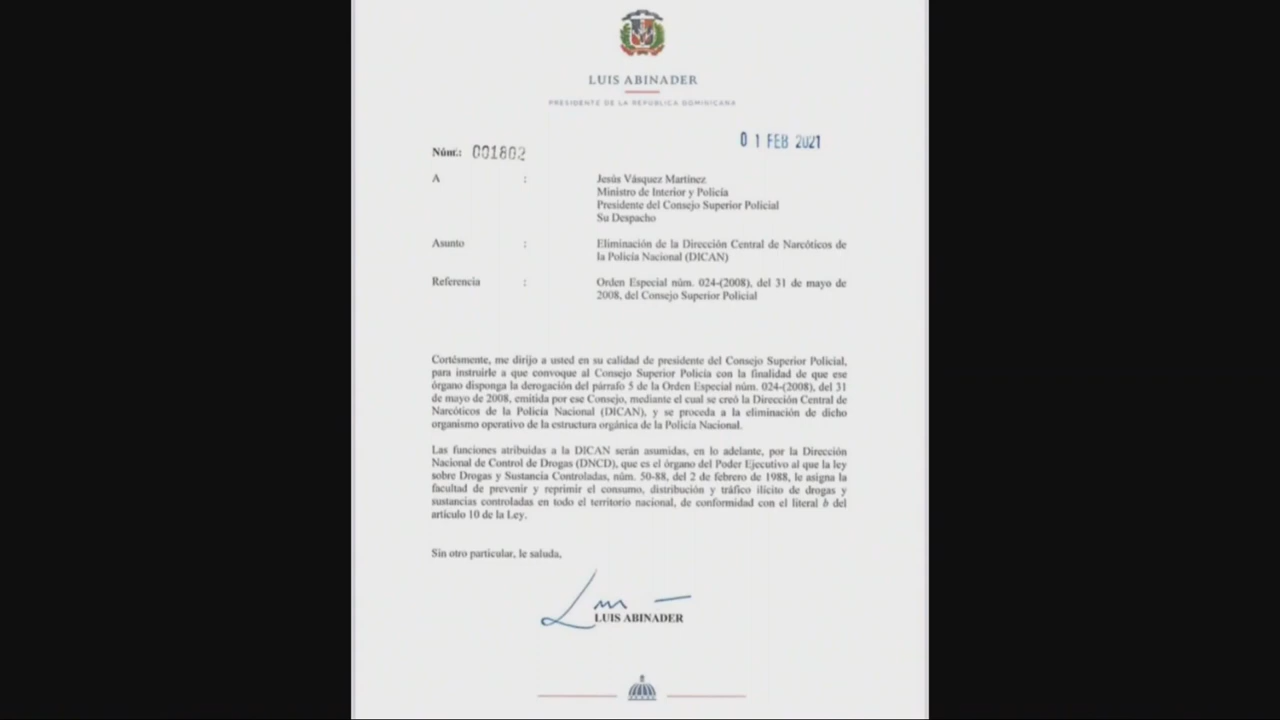 LUIS ABINADER
PRESIDENTE DE LA REPÚBLICA DOMINICANA
01 FEB 2021
Núm.: 001802
A : Jesús Vásquez Martínez
Ministro de Interior y Policía
Presidente del Consejo Superior Policial
Su Despacho
Asunto : Eliminación de la Dirección Central de Narcóticos de
la Policía Nacional (DICAN)
Referencia : Orden Especial núm. 024-(2008), del 31 de mayo de
2008, del Consejo Superior Policial
Cortésmente, me dirijo a usted en su calidad de presidente del Consejo Superior Policial,
para instruirle a que convoque al Consejo Superior Policía con la finalidad de que ese
órgano disponga la derogación del párrafo 5 de la Orden Especial núm. 024-(2008), del 31
de mayo de 2008, emitida por ese Consejo, mediante el cual se creó la Dirección Central de
Narcóticos de la Policía Nacional (DICAN), y se proceda a la eliminación de dicho
organismo operativo de la estructura orgánica de la Policía Nacional.
Las funciones atribuidas a la DICAN serán asumidas, en lo adelante, por la Dirección
Nacional de Control de Drogas (DNCD), que es el órgano del Poder Ejecutivo al que la ley
sobre Drogas y Sustancia Controladas, núm. 50-88, del 2 de febrero de 1988, le asigna la
facultad de prevenir y reprimir el consumo, distribución y tráfico ilícito de drogas y
sustancias controladas en todo el territorio nacional, de conformidad con el literal b del
artículo 10 de la Ley.
Sin otro particular, le saluda,
LUIS ABINADER